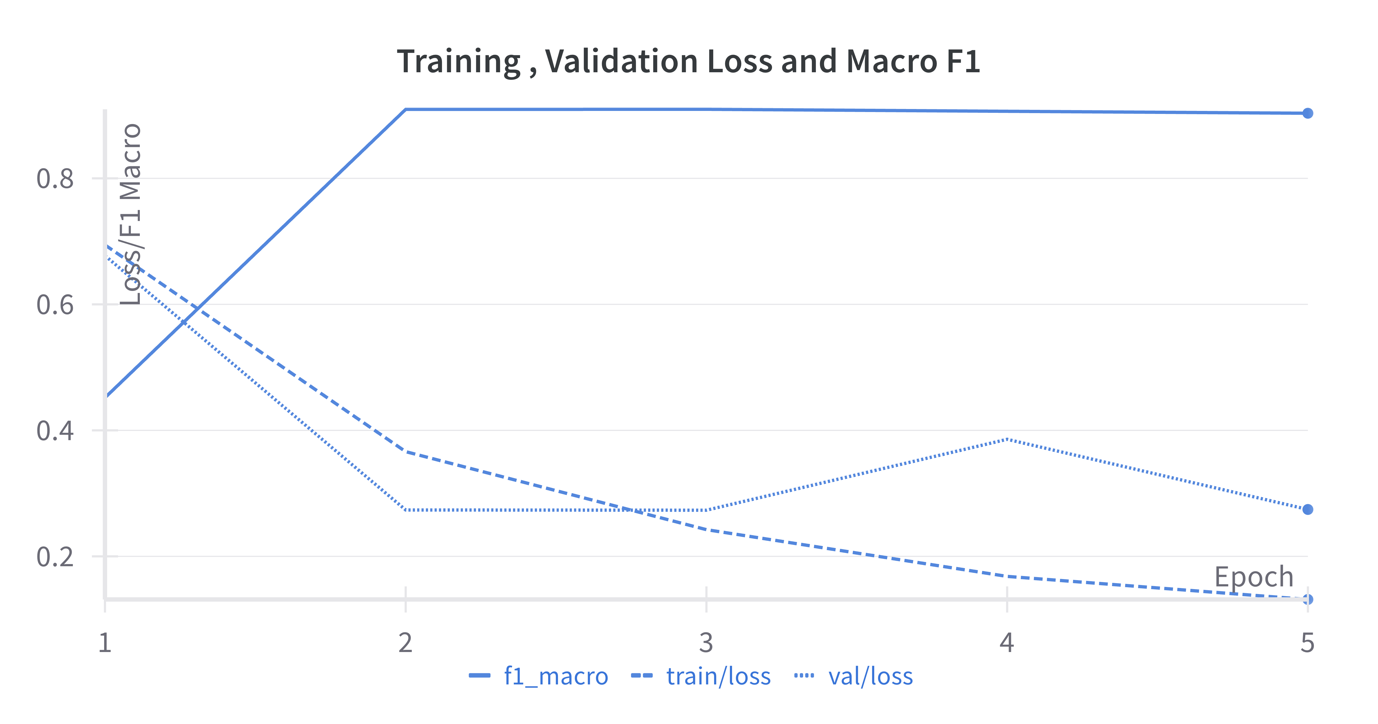 Training , Validation Loss and Macro F1
Loss/F1 Macro
0.8
0.6
0.4
0.2
Epoch
1 2 3 4 5
f1_macro train/loss val/loss